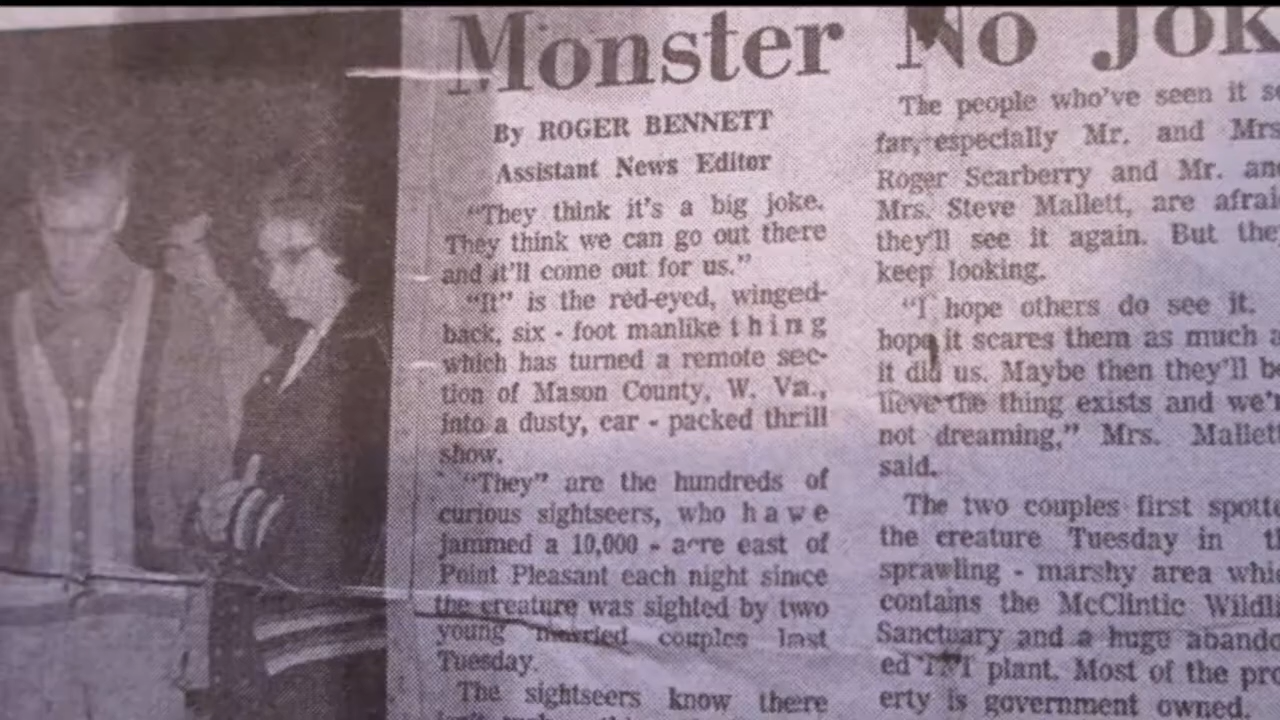 Monster No Jok
By ROGER BENNETT
Assistant News Editor
"They think it's a big joke.
They think we can go out there
and it'll come out for us."
"It" is the red-eyed, winged-
back, six - foot manlike thing
which has turned a remote sec-
tion of Mason County, W. Va.,
into a dusty, car - packed thrill
show.
"They" are the hundreds of
curious sightseers, who hawe
jammed a 10,000 - acre east of
Point Pleasant each night since
the creature was sighted by two
young married couples last
Tuesday.
The sightseers know there
The people who've seen it so
far, especially Mr. and Mrs.
Roger Scarberry and Mr. and
Mrs. Steve Mallett, are afrai
they'll see it again. But they
keep looking.
"I hope others do see it.
hope it scares them as much a
it did us. Maybe then they'll be
lieve the thing exists and we'r
not dreaming," Mrs. Mallett
said.
The two couples first spotte
the creature Tuesday in th
sprawling - marshy area whic
contains the McClintic Wildli
Sanctuary and a huge abando
ed TNT plant. Most of the pro
erty is government owned.